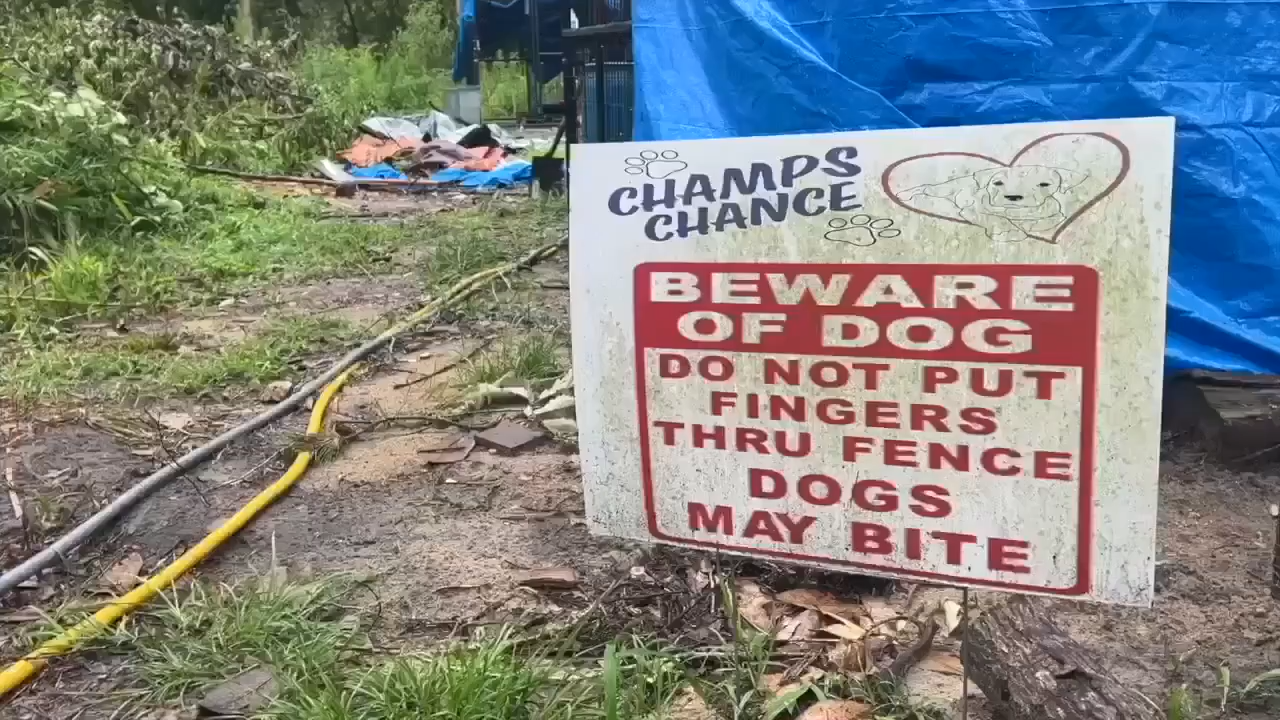 CHAMPS
CHANCE
BEWARE
OF DOG
DO NOT PUT
FINGERS
THRU FENCE
DOGS
MAY BITE